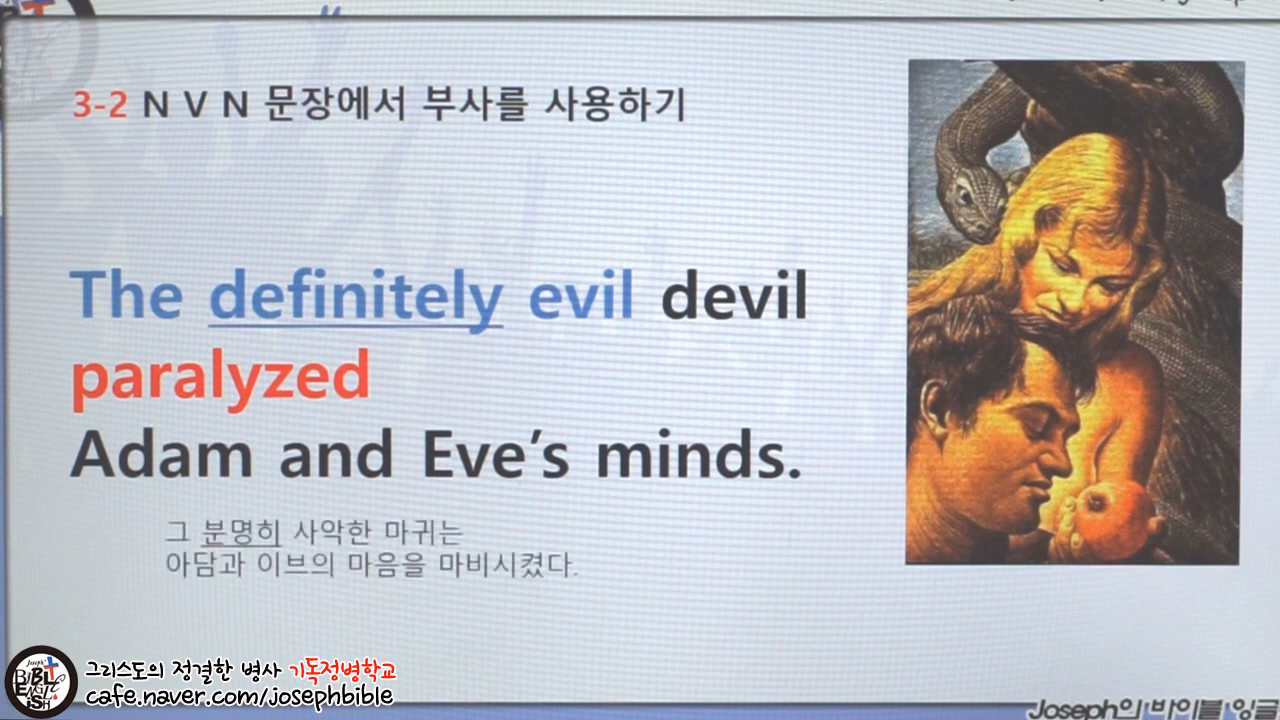 3-2 N V N 문장에서 부사를 사용하기
The definitely evil devil
paralyzed
Adam and Eve’s minds.
그 분명히 사악한 마귀는
아담과 이브의 마음을 마비시켰다.
Joseph's
BIBLE
ENGLISH
그리스도의 정결한 병사 기독정병학교
cafe.naver.com/josephbible
Joseph의 바이블 잉글